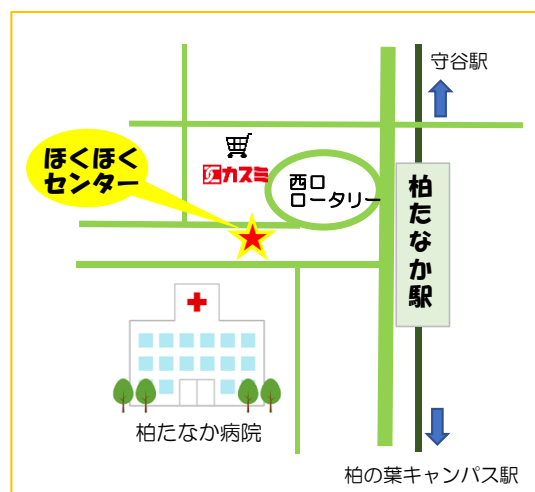 守谷駅
ほくほく
センター
カスミ
西口
ロータリー
柏たなか駅
柏たなか病院
柏の葉キャンパス駅